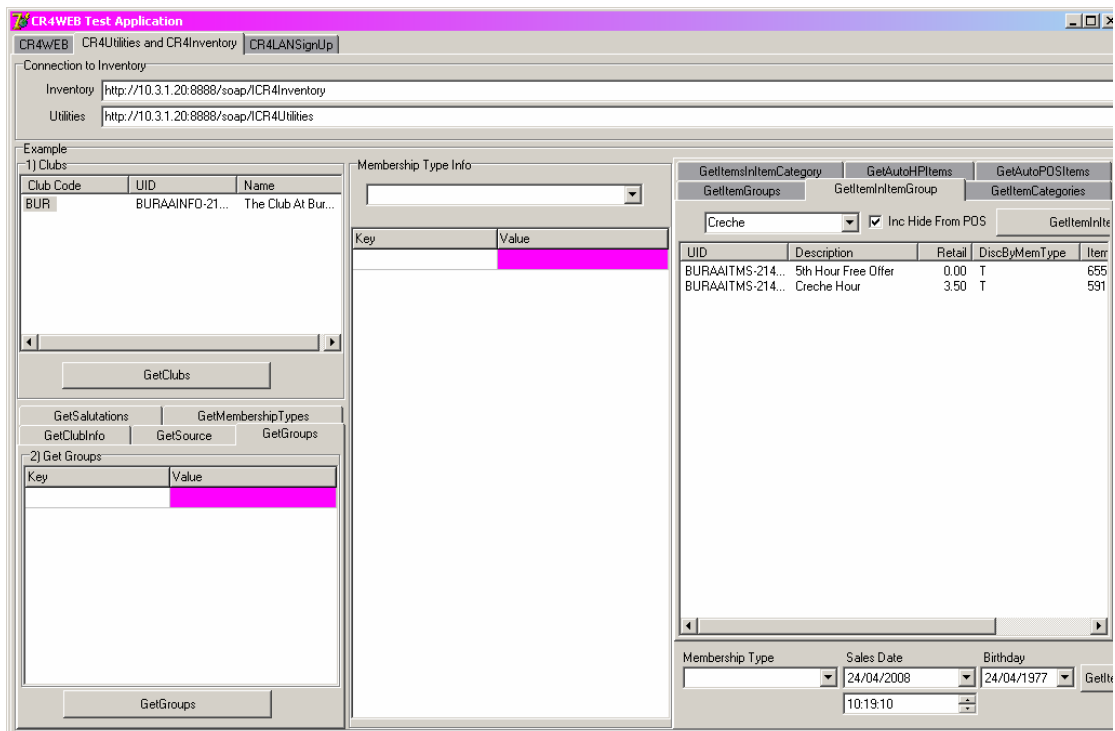 CR4WEB Test Application
CR4WEB CR4Utilities and CR4Inventory CR4LANSignUp
Connection to Inventory
Inventory http://10.3.1.20:8888/soap/ICR4Inventory
Utilities http://10.3.1.20:8888/soap/ICR4Utilities
Example
1) Clubs
Club Code UID Name
BUR BURAAINFO-21... The Club At Bur...
GetClubs
GetSalutations GetMembershipTypes
GetClubInfo GetSource GetGroups
2) Get Groups
Key Value
GetGroups
Membership Type Info
Key Value
GetItemsInItemCategory GetAutoHPItems GetAutoPOSItems
GetItemGroups GetItemInItemGroup GetItemCategories
Creche Inc Hide From POS GetItemInIte
UID Description Retail DiscByMemType Item
BURAAITMS-214... 5th Hour Free Offer 0.00 T 655
BURAAITMS-214... Creche Hour 3.50 T 591
Membership Type Sales Date Birthday
24/04/2008 24/04/1977 GetIte
10:19:10